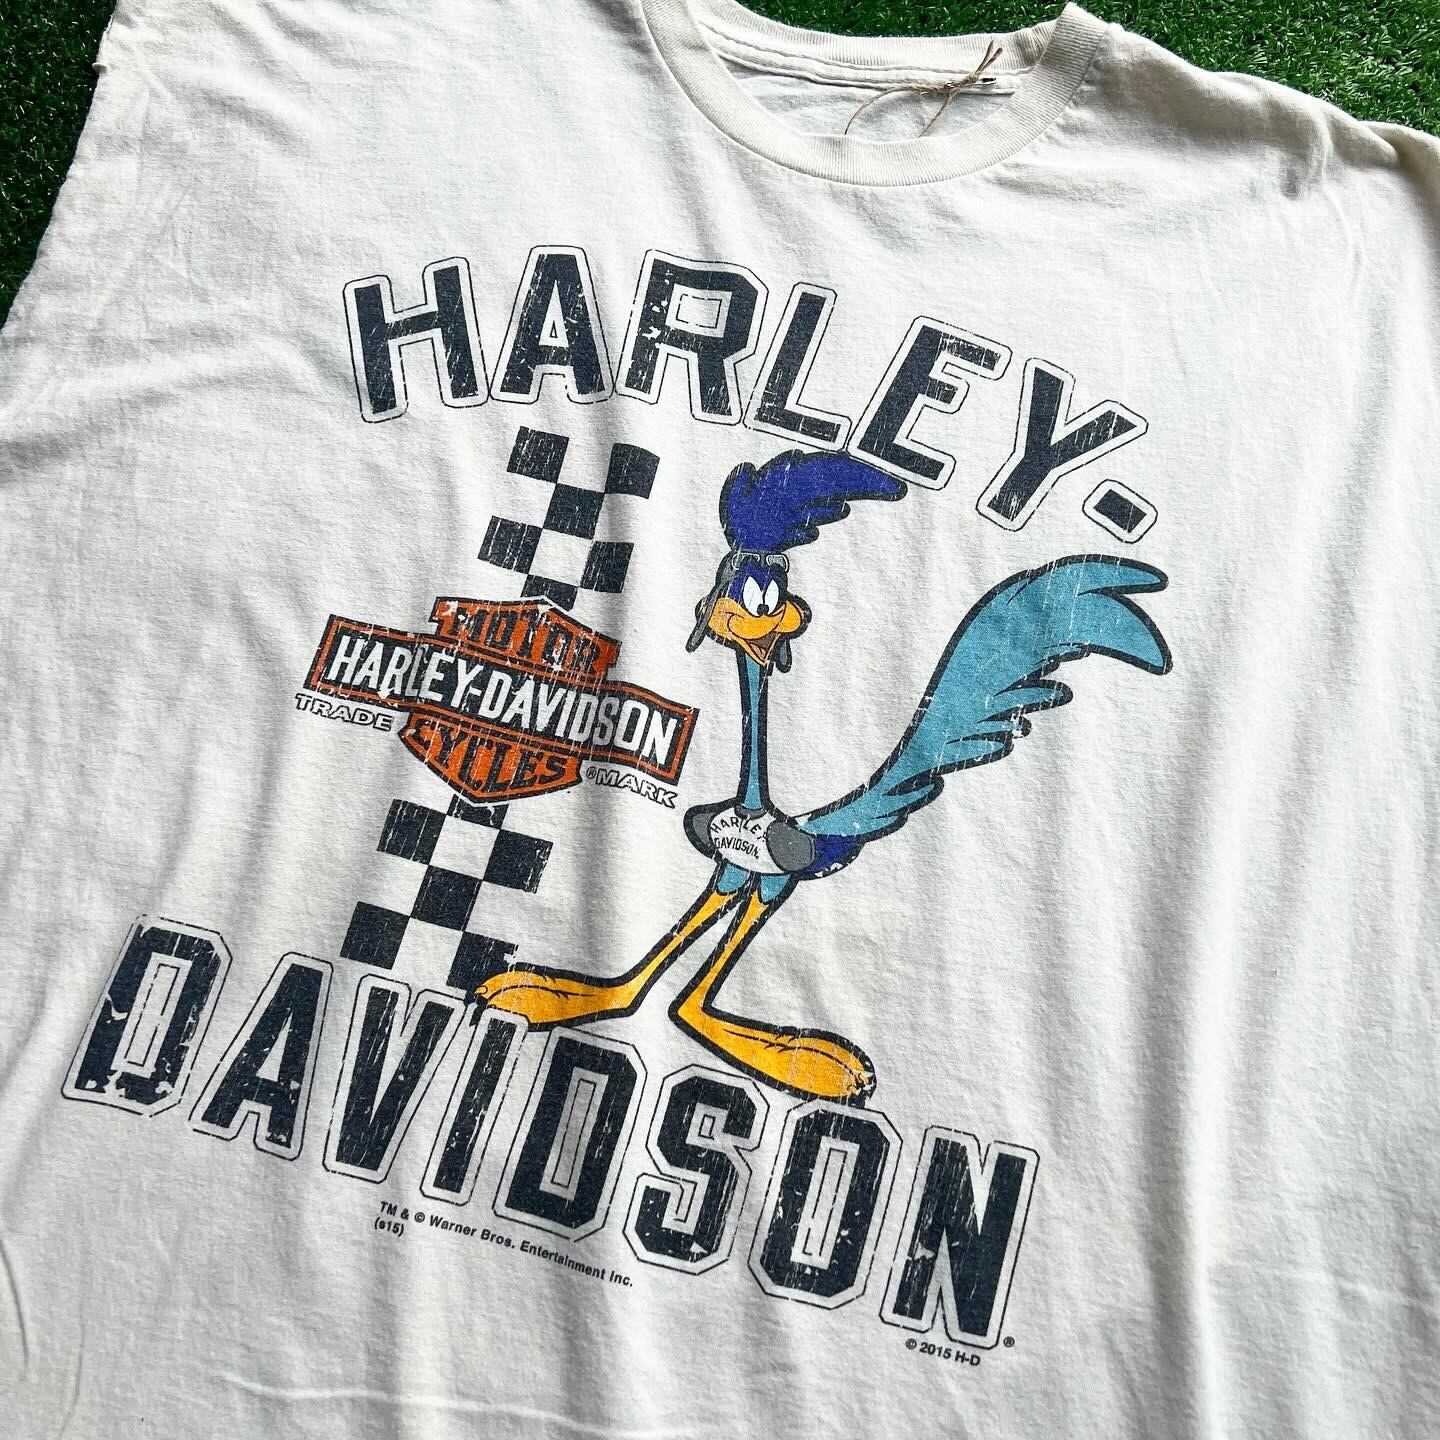 HARLEY-
MOTOR
HARLEY-DAVIDSON
CYCLES
TRADE
®MARK
HARLEY
DAVIDSON
DAVIDSON®
TM & © Warner Bros. Entertainment Inc.
(s15)
© 2015 H-D